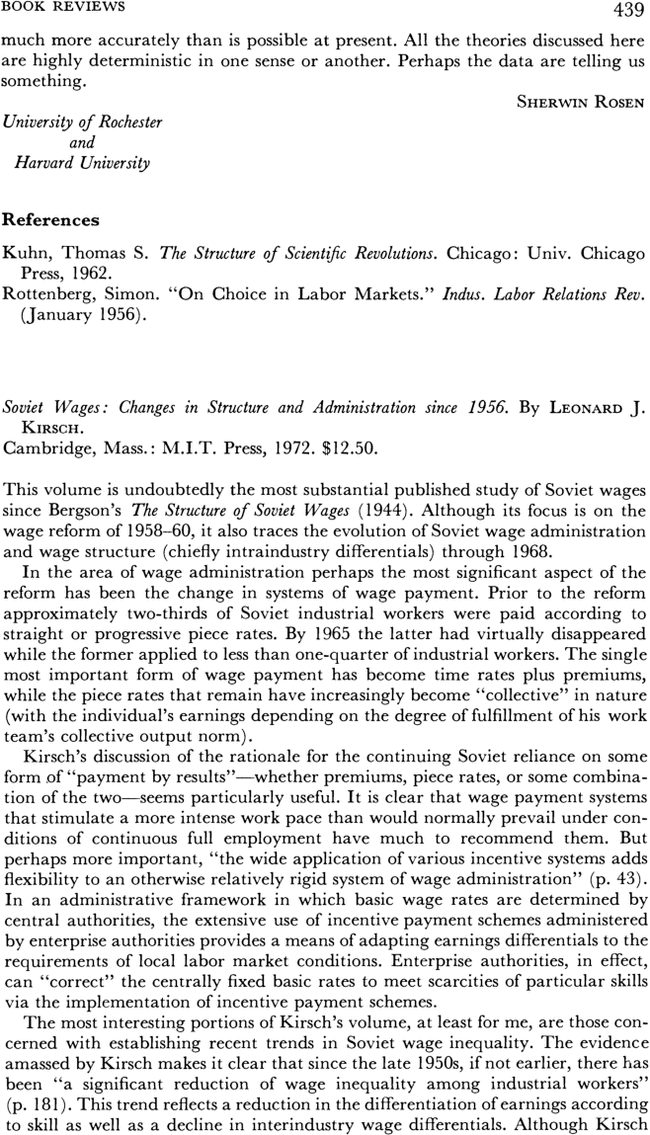 BOOK REVIEWS 439
much more accurately than is possible at present. All the theories discussed here
are highly deterministic in one sense or another. Perhaps the data are telling us
something.
SHERWIN ROSEN
University of Rochester
and
Harvard University
References
Kuhn, Thomas S. The Structure of Scientific Revolutions. Chicago: Univ. Chicago
Press, 1962.
Rottenberg, Simon. “On Choice in Labor Markets.” Indus. Labor Relations Rev.
(January 1956).
Soviet Wages: Changes in Structure and Administration since 1956. By LEONARD J.
KIRSCH.
Cambridge, Mass.: M.I.T. Press, 1972. $12.50.
This volume is undoubtedly the most substantial published study of Soviet wages
since Bergson’s The Structure of Soviet Wages (1944). Although its focus is on the
wage reform of 1958–60, it also traces the evolution of Soviet wage administration
and wage structure (chiefly intraindustry differentials) through 1968.
In the area of wage administration perhaps the most significant aspect of the
reform has been the change in systems of wage payment. Prior to the reform
approximately two-thirds of Soviet industrial workers were paid according to
straight or progressive piece rates. By 1965 the latter had virtually disappeared
while the former applied to less than one-quarter of industrial workers. The single
most important form of wage payment has become time rates plus premiums,
while the piece rates that remain have increasingly become “collective” in nature
(with the individual’s earnings depending on the degree of fulfillment of his work
team’s collective output norm).
Kirsch’s discussion of the rationale for the continuing Soviet reliance on some
form of “payment by results”—whether premiums, piece rates, or some combina-
tion of the two—seems particularly useful. It is clear that wage payment systems
that stimulate a more intense work pace than would normally prevail under con-
ditions of continuous full employment have much to recommend them. But
perhaps more important, “the wide application of various incentive systems adds
flexibility to an otherwise relatively rigid system of wage administration” (p. 43).
In an administrative framework in which basic wage rates are determined by
central authorities, the extensive use of incentive payment schemes administered
by enterprise authorities provides a means of adapting earnings differentials to the
requirements of local labor market conditions. Enterprise authorities, in effect,
can “correct” the centrally fixed basic rates to meet scarcities of particular skills
via the implementation of incentive payment schemes.
The most interesting portions of Kirsch’s volume, at least for me, are those con-
cerned with establishing recent trends in Soviet wage inequality. The evidence
amassed by Kirsch makes it clear that since the late 1950s, if not earlier, there has
been “a significant reduction of wage inequality among industrial workers”
(p. 181). This trend reflects a reduction in the differentiation of earnings according
to skill as well as a decline in interindustry wage differentials. Although Kirsch